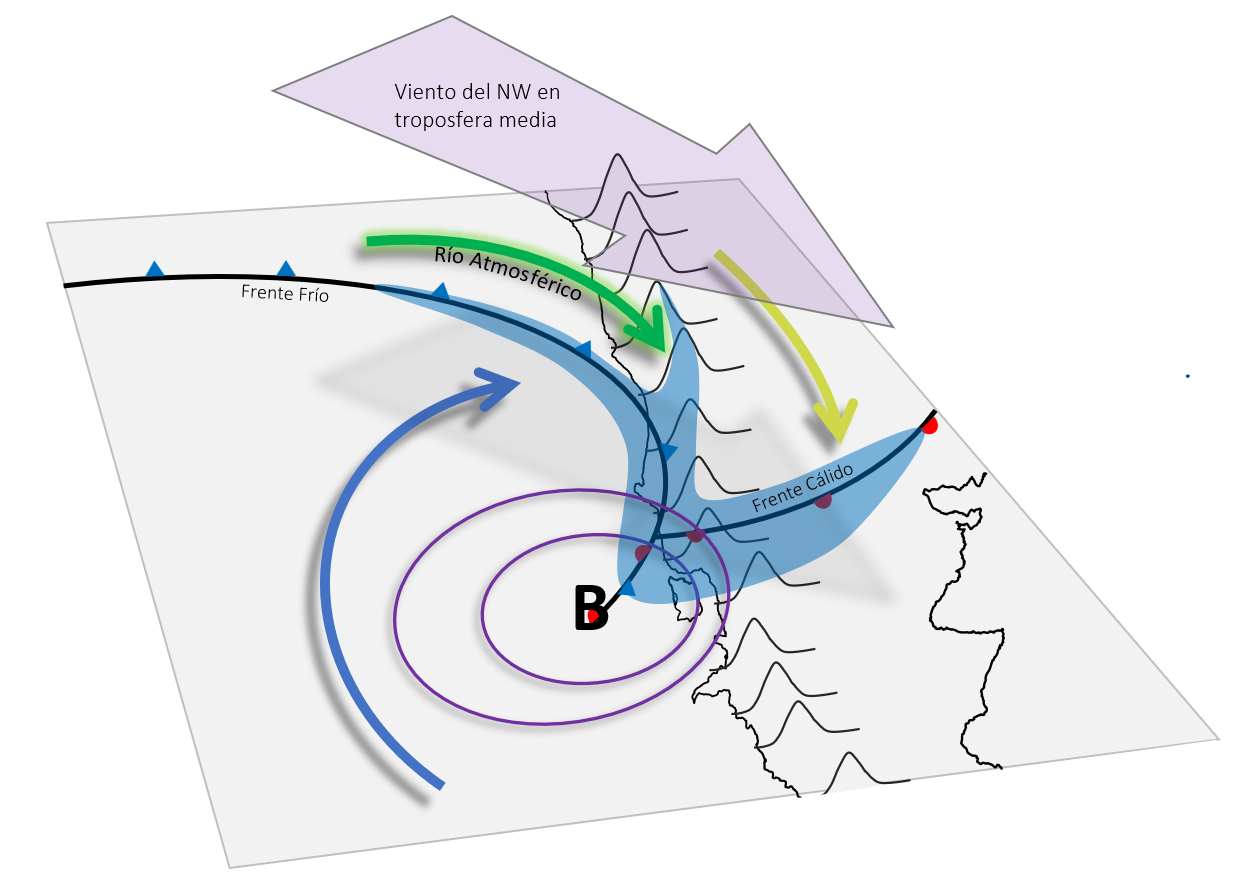 Viento del NW en
troposfera media
Río Atmosférico
Frente Frío
Frente Cálido
B